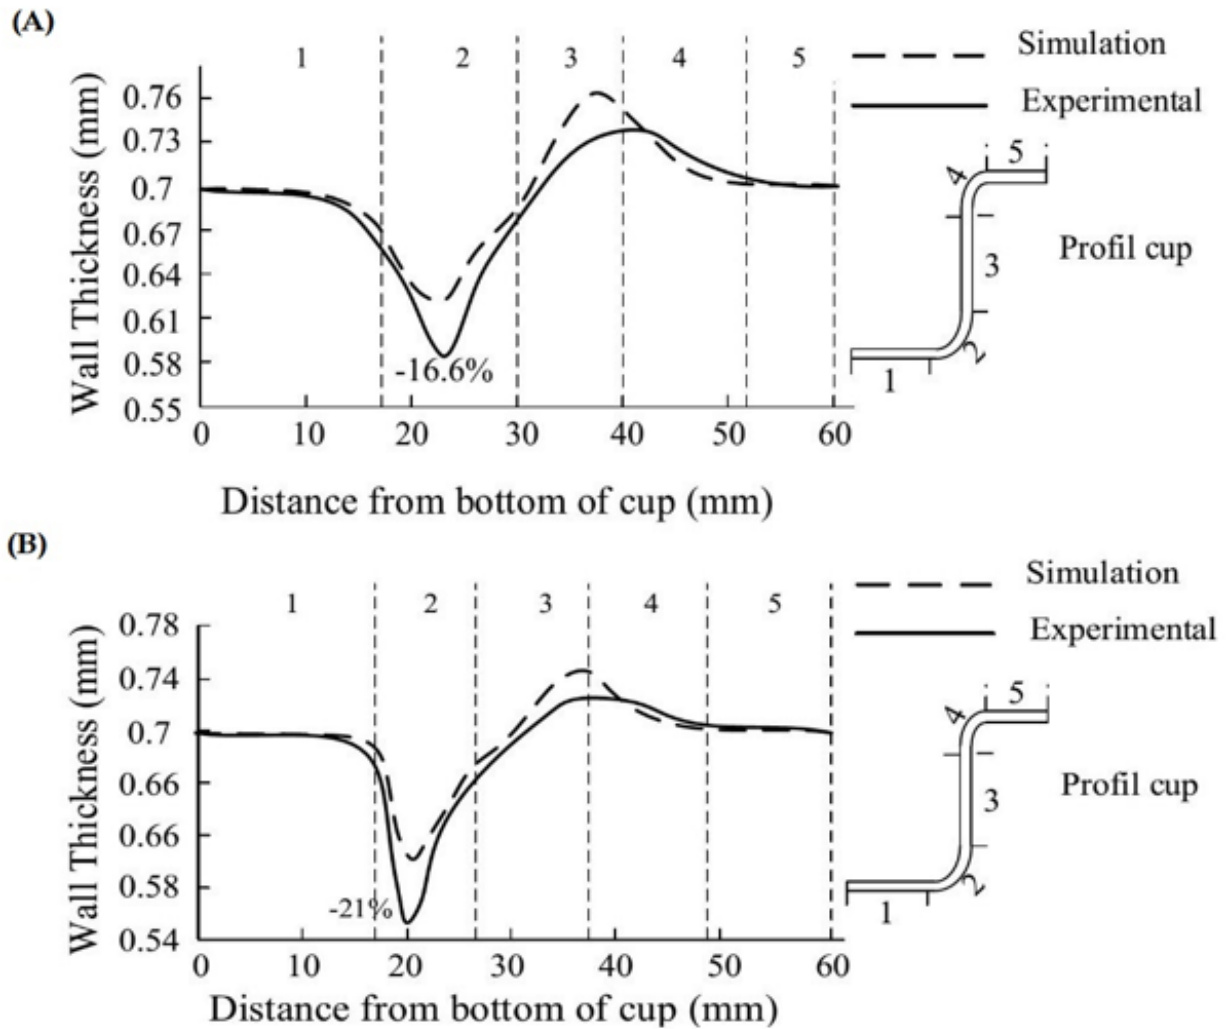 (A)
1 2 3 4 5
Simulation
Experimental
Wall Thickness (mm)
0.76
0.73
0.7
0.67
0.64
0.61
0.58
0.55
-16.6%
0 10 20 30 40 50 60
Distance from bottom of cup (mm)
5
4
3
2
1
Profil cup
(B)
1 2 3 4 5
Simulation
Experimental
Wall Thickness (mm)
0.78
0.74
0.7
0.66
0.66
0.58
0.54
-21%
0 10 20 30 40 50 60
Distance from bottom of cup (mm)
5
4
3
2
1
Profil cup